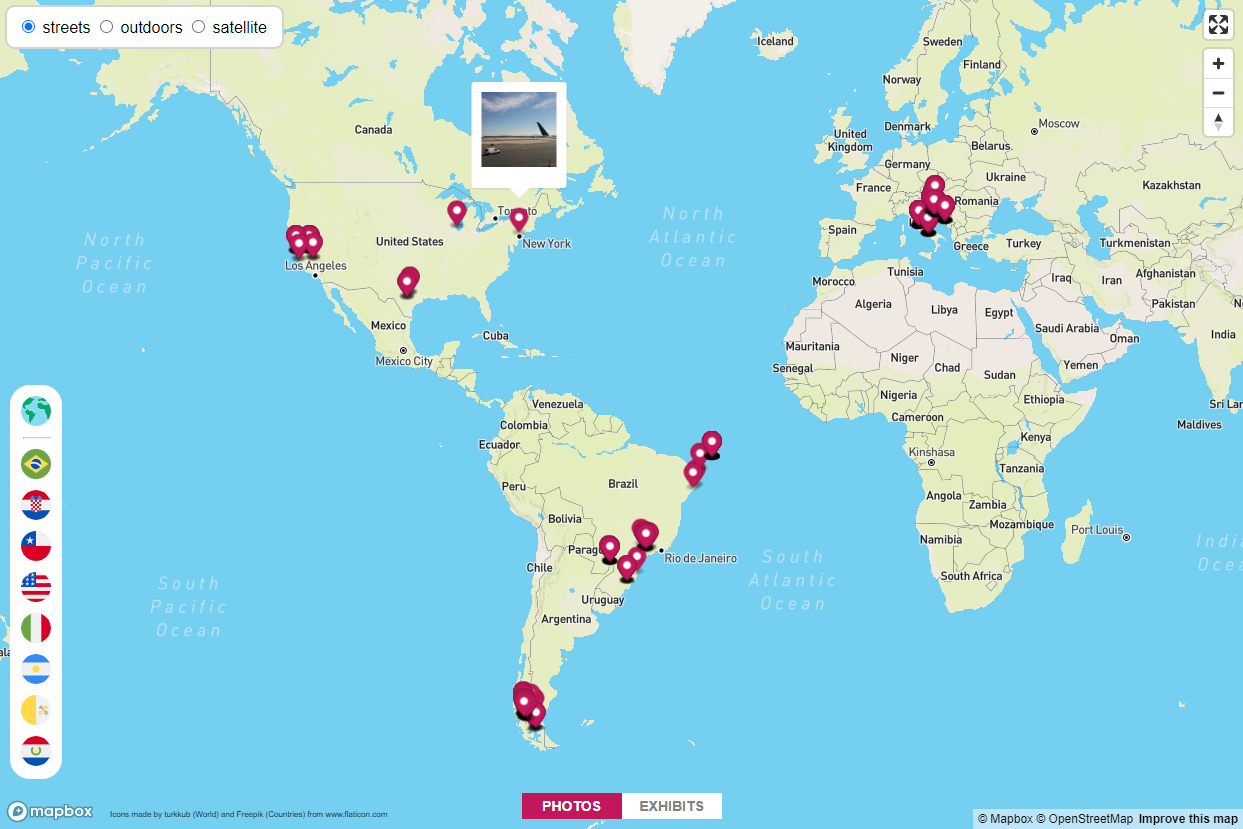 streets outdoors satellite
Iceland
Sweden
Finland
Norway
Canada
Moscow
United
Kingdom
Denmark
Belarus
Germany
Ukraine
Kazakhstan
France
Romania
Toronto
North
Atlantic
Ocean
Spain
North
Pacific
Ocean
United States
New York
Greece
Turkey
Turkmenistan
Los Angeles
Tunisia
Morocco
Iraq
Iran
Afghanistan
Algeria
Libya
Egypt
Pakistan
Mexico
Cuba
Saudi Arabia
Oman
India
Mauritania
Mexico City
Niger
Chad
Sudan
Yemen
Senegal
Nigeria
Ethiopia
Venezuela
Colombia
Cameroon
Sri Lan
Maldives
Ecuador
Kenya
Kinshasa
Tanzania
Peru
Brazil
Angola
Zambia
Bolivia
Mozambique
Port Louis
Namibia
Parag
Rio de Janeiro
Chile
South
Atlantic
Ocean
South Africa
India
Ocea
South
Pacific
Ocean
Uruguay
Argentina
PHOTOS EXHIBITS
mapbox
Icons made by turkkub (World) and Freepik (Countries) from www.flaticon.com
© Mapbox © OpenStreetMap Improve this map